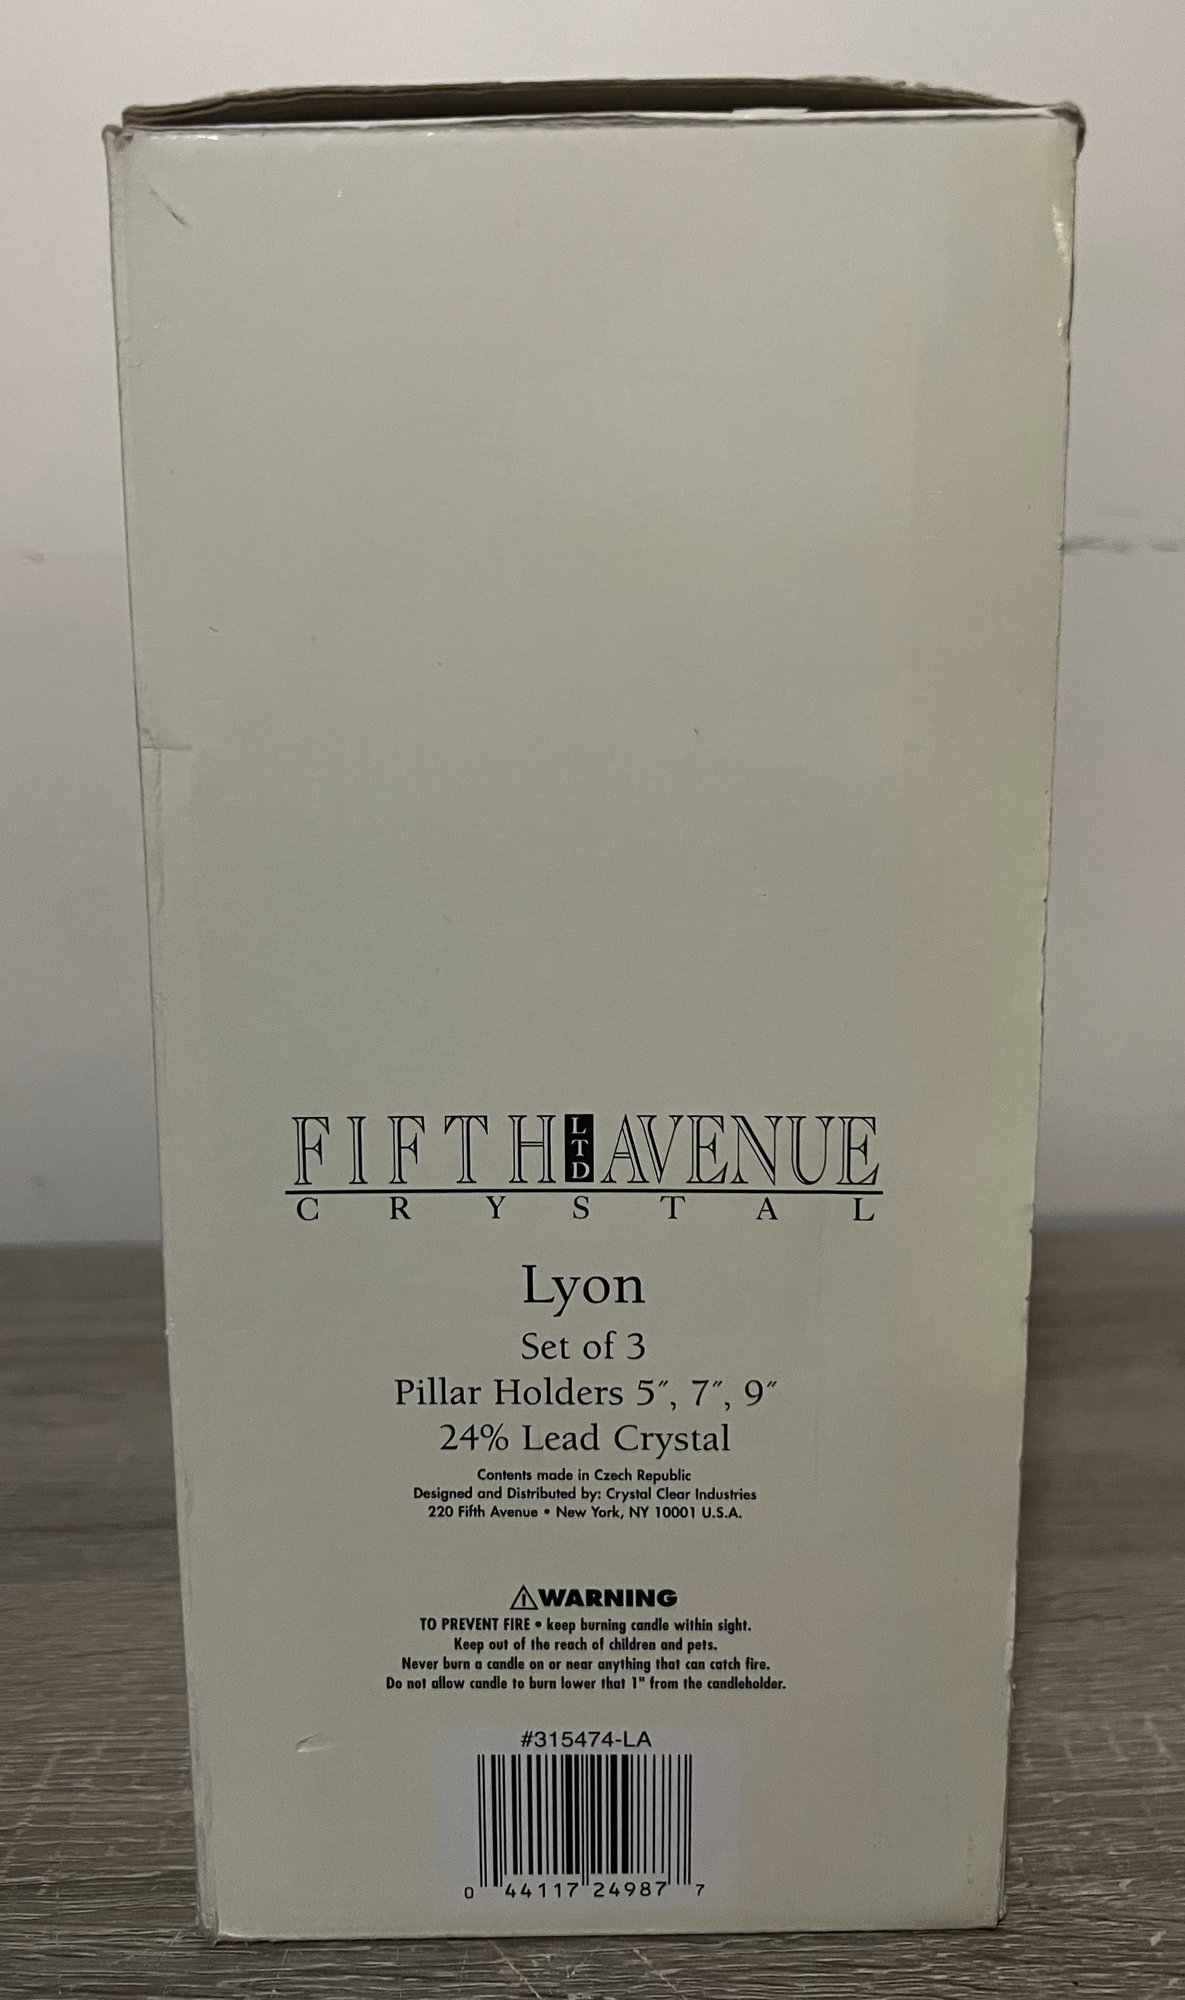 FIFTH LTD AVENUE
CRYSTAL
Lyon
Set of 3
Pillar Holders 5″, 7″, 9″
24% Lead Crystal
Contents made in Czech Republic
Designed and Distributed by: Crystal Clear Industries
220 Fifth Avenue • New York, NY 10001 U.S.A.
⚠WARNING
TO PREVENT FIRE • keep burning candle within sight.
Keep out of the reach of children and pets.
Never burn a candle on or near anything that can catch fire.
Do not allow candle to burn lower that 1" from the candleholder.
#315474-LA
0 44117 24987 7